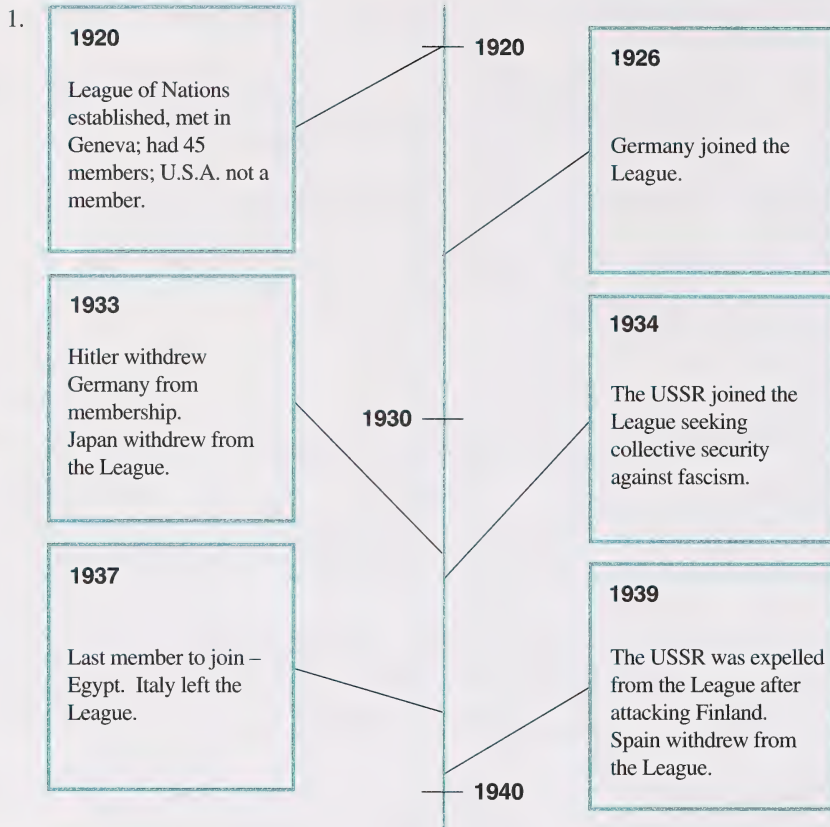 1.
1920
League of Nations
established, met in
Geneva; had 45
members; U.S.A. not a
member.
1920
1926
Germany joined the
League.
1933
Hitler withdrew
Germany from
membership.
Japan withdrew from
the League.
1930
1934
The USSR joined the
League seeking
collective security
against fascism.
1937
Last member to join –
Egypt. Italy left the
League.
1939
The USSR was expelled
from the League after
attacking Finland.
Spain withdrew from
the League.
1940